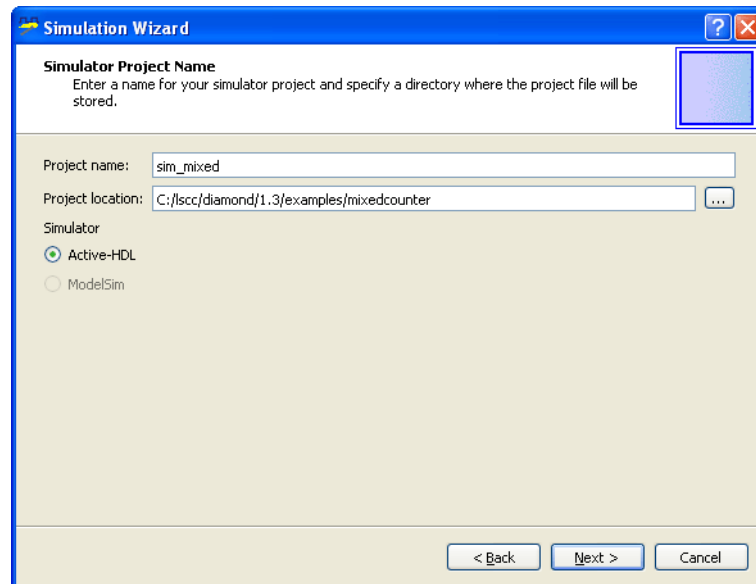 Simulation Wizard
Simulator Project Name
Enter a name for your simulator project and specify a directory where the project file will be
stored.
Project name: sim_mixed
Project location: C:/lscc/diamond/1.3/examples/mixedcounter ...
Simulator
Active-HDL
ModelSim
< Back Next > Cancel